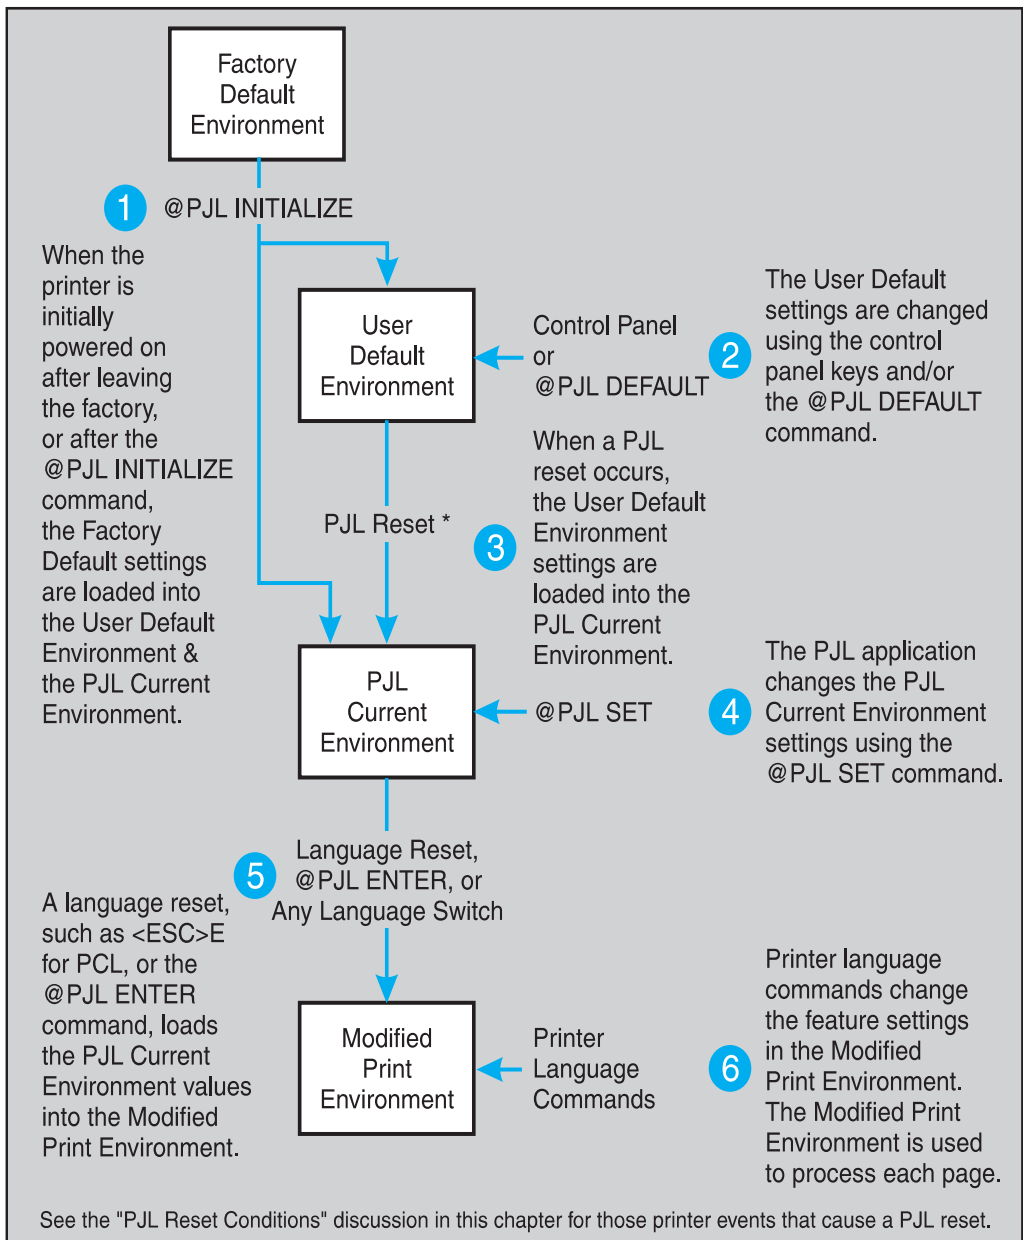 Factory
Default
Environment
1 @PJL INITIALIZE
When the
printer is
initially
powered on
after leaving
the factory,
or after the
@PJL INITIALIZE
command,
the Factory
Default settings
are loaded into
the User Default
Environment &
the PJL Current
Environment.
User
Default
Environment
Control Panel
or
@PJL DEFAULT
2
The User Default
settings are changed
using the control
panel keys and/or
the @PJL DEFAULT
command.
PJL Reset *
3
When a PJL
reset occurs,
the User Default
Environment
settings are
loaded into the
PJL Current
Environment.
PJL
Current
Environment
@PJL SET
4
The PJL application
changes the PJL
Current Environment
settings using the
@PJL SET command.
5
Language Reset,
@PJL ENTER, or
Any Language Switch
A language reset,
such as <ESC>E
for PCL, or the
@PJL ENTER
command, loads
the PJL Current
Environment values
into the Modified
Print Environment.
Modified
Print
Environment
Printer
Language
Commands
6
Printer language
commands change
the feature settings
in the Modified
Print Environment.
The Modified Print
Environment is used
to process each page.
See the "PJL Reset Conditions" discussion in this chapter for those printer events that cause a PJL reset.